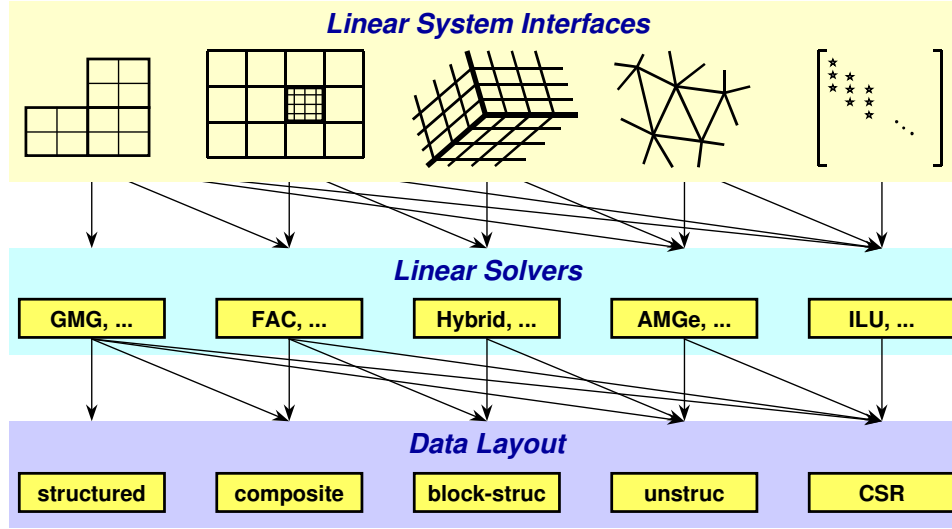 Linear System Interfaces
Linear Solvers
GMG, ...
FAC, ...
Hybrid, ...
AMGe, ...
ILU, ...
Data Layout
structured
composite
block-struc
unstruc
CSR